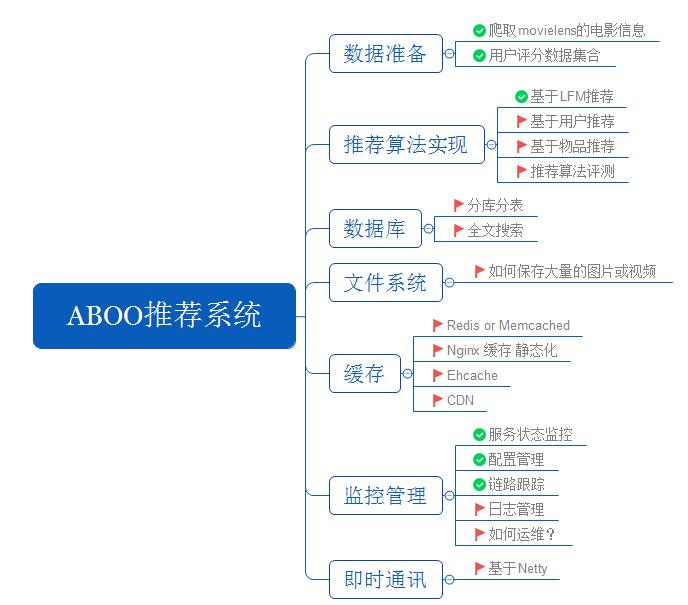 ABOO推荐系统
数据准备
爬取movielens的电影信息
用户评分数据集合
推荐算法实现
基于LFM推荐
基于用户推荐
基于物品推荐
推荐算法评测
数据库
分库分表
全文搜索
文件系统
如何保存大量的图片或视频
缓存
Redis or Memcached
Nginx 缓存 静态化
Ehcache
CDN
监控管理
服务状态监控
配置管理
链路跟踪
日志管理
如何运维？
即时通讯
基于Netty